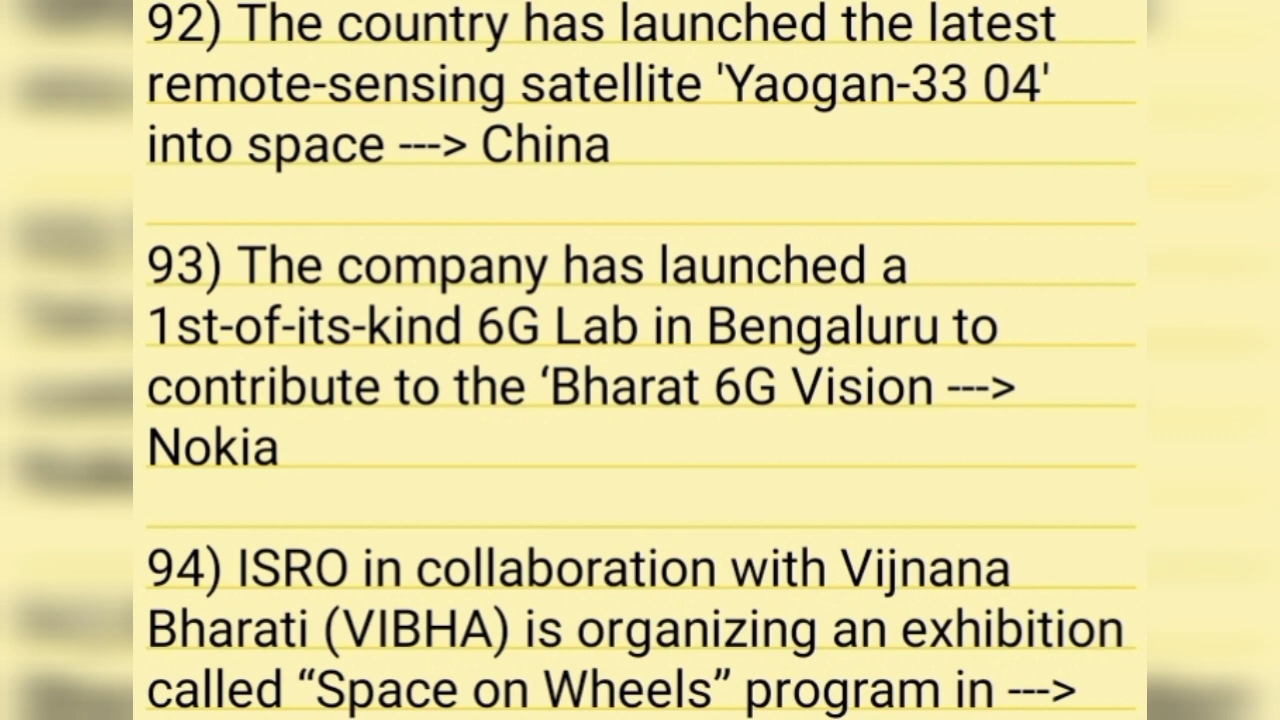 92) The country has launched the latest
remote-sensing satellite 'Yaogan-33 04'
into space ---> China
93) The company has launched a
1st-of-its-kind 6G Lab in Bengaluru to
contribute to the ‘Bharat 6G Vision --->
Nokia
94) ISRO in collaboration with Vijnana
Bharati (VIBHA) is organizing an exhibition
called “Space on Wheels” program in --->